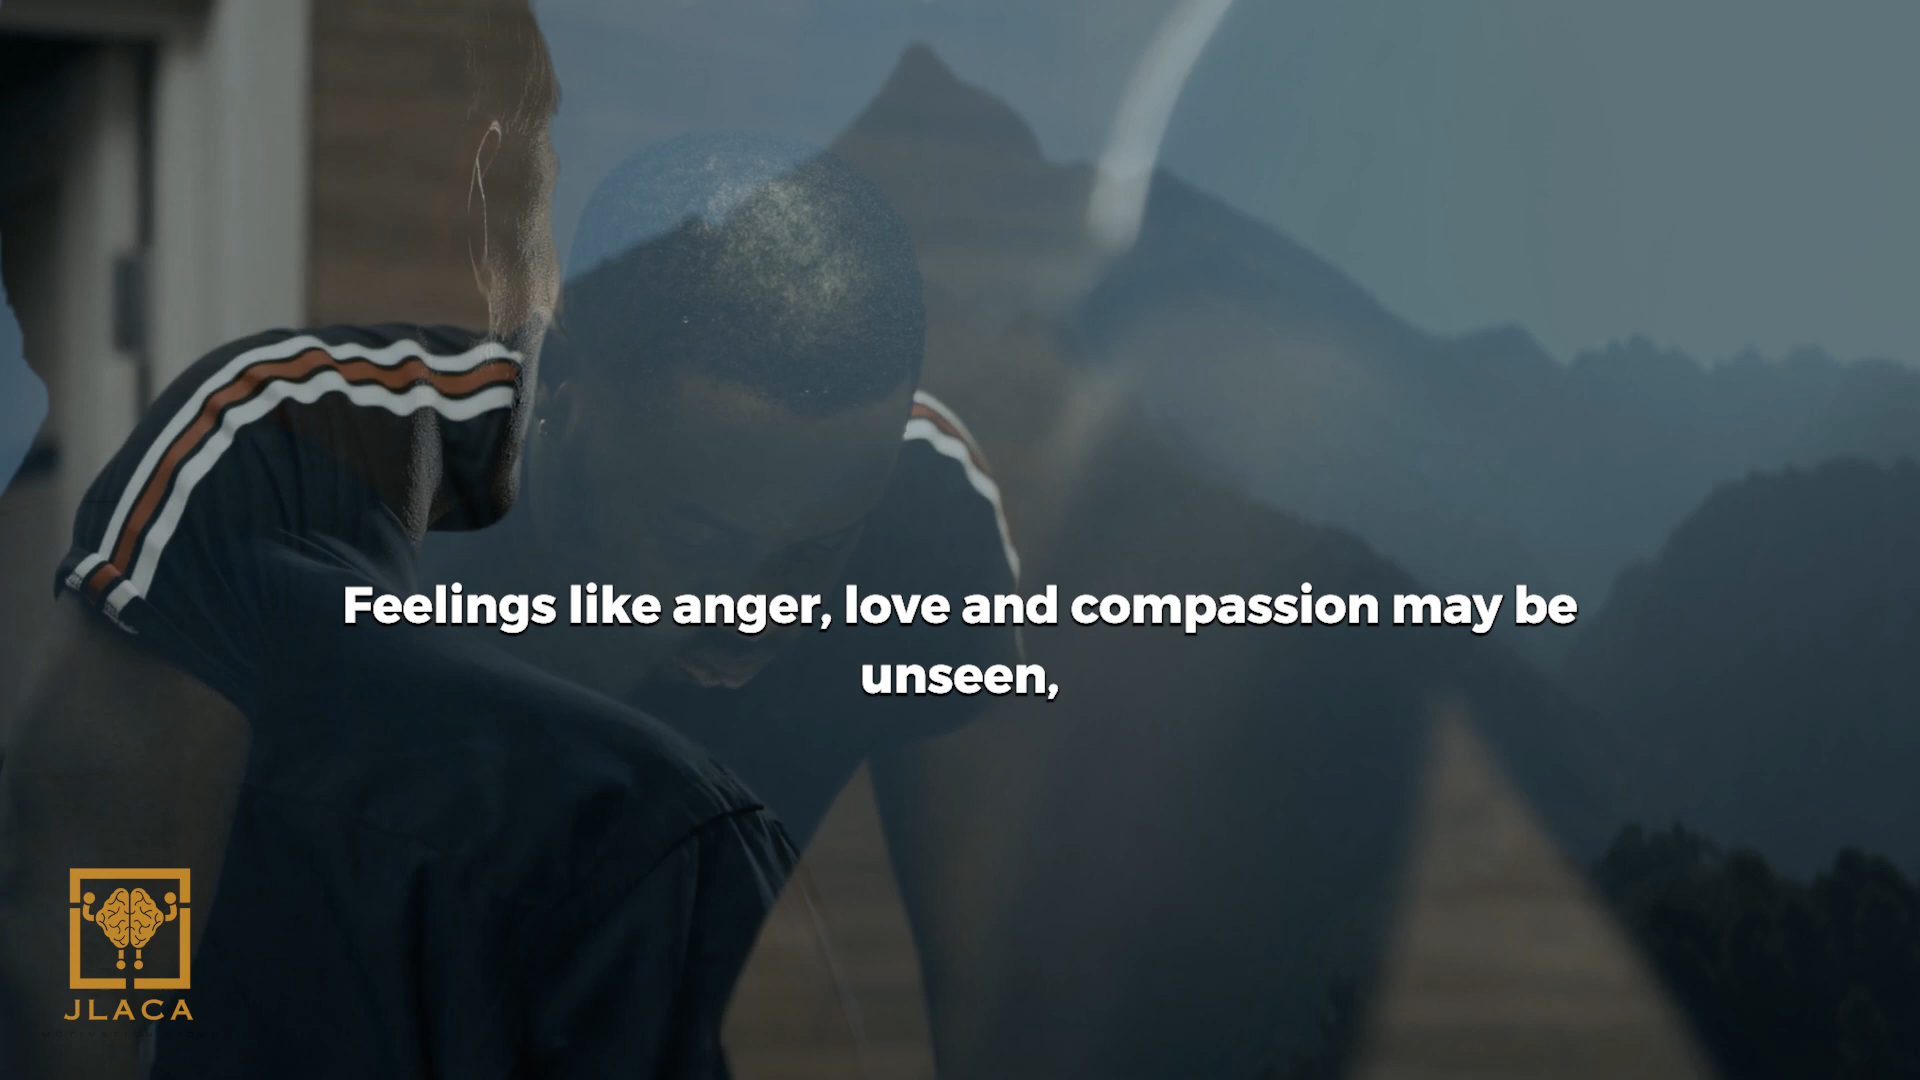 Feelings like anger, love and compassion may be
unseen,
JLACA